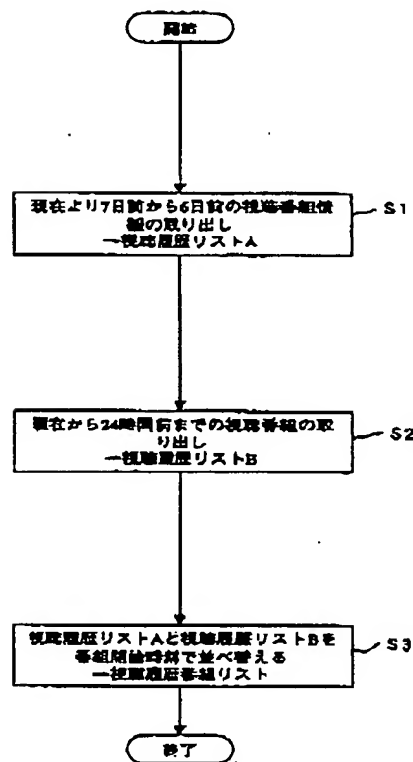 開始
現在より7日前から6日前の視聴番組情
報の取り出し
→視聴履歴リストA
S1
現在から24時間前までの視聴番組の取
り出し
→視聴履歴リストB
S2
視聴履歴リストAと視聴履歴リストBを
番組開始時刻で並べ替える
→視聴履歴番組リスト
S3
終了